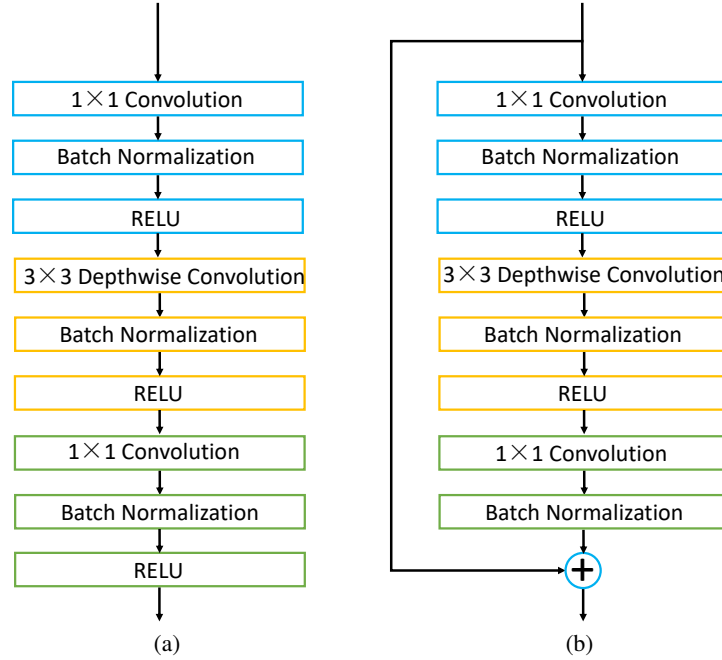 1×1 Convolution
Batch Normalization
RELU
3×3 Depthwise Convolution
Batch Normalization
RELU
1×1 Convolution
Batch Normalization
RELU
(a)
1×1 Convolution
Batch Normalization
RELU
3×3 Depthwise Convolution
Batch Normalization
RELU
1×1 Convolution
Batch Normalization
+
(b)